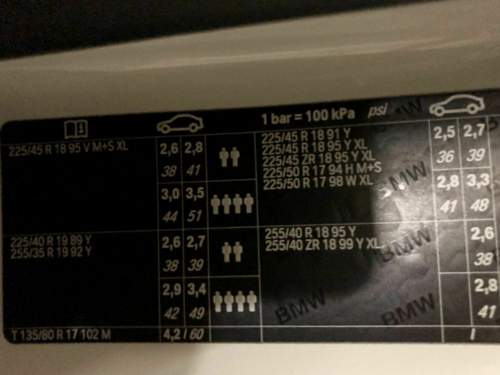 1 bar = 100 kPa psi
225/45 R 18 95 V M+S XL 2,6 2,8
38 41
3,0 3,5
44 51
225/45 R 18 91 Y 2,5 2,7
225/45 R 18 95 Y XL
225/45 ZR 18 95 Y XL 36 39
225/50 R 17 94 H M+S
225/50 R 17 98 W XL 2,8 3,3
41 48
225/40 R 19 89 Y 2,6 2,7
255/35 R 19 92 Y
38 39
2,9 3,4
42 49
255/40 R 18 95 Y 2,6
255/40 ZR 18 99 Y XL
38
2,8
41
T 135/80 R 17 102 M 4,2 / 60 /
BMW
BMW
BMW
BMW
BMW